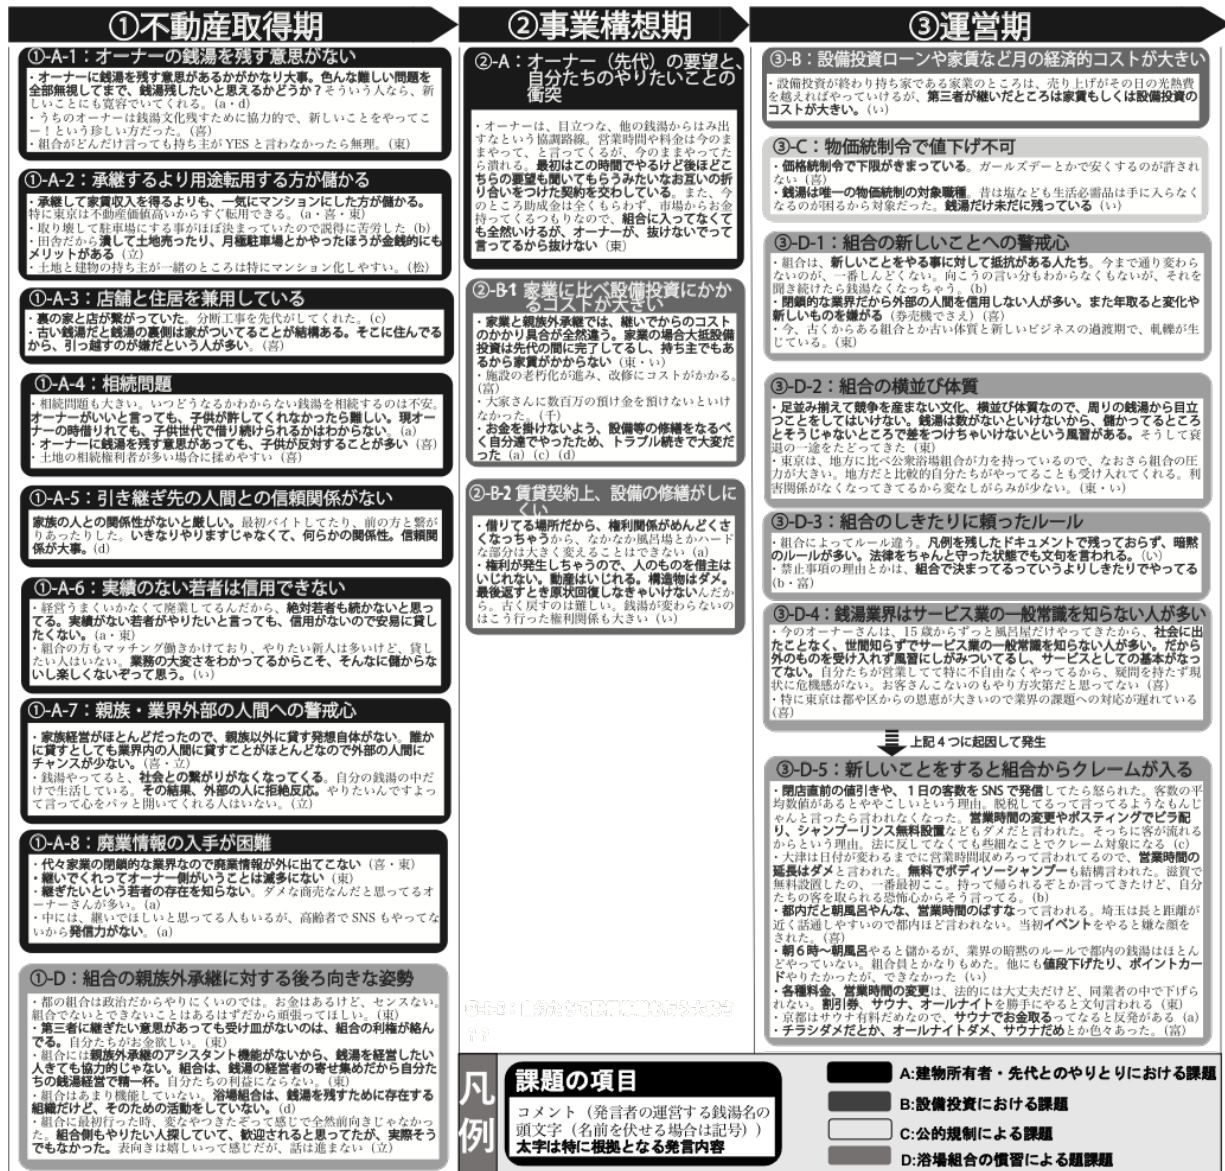 ①不動産取得期
①-A-1：オーナーの銭湯を残す意思がない
・オーナーに銭湯を残す意思があるかがかなり大事。色んな難しい問題を
全部無視してまで、銭湯残したいと思えるかどうか？そういう人なら、新
しいことにも寛容でいてくれる。(a・d)
・うちのオーナーは銭湯文化残すために協力的で、新しいことをやってこ
ー！という珍しい方だった。(喜)
・組合がどんだけ言っても持ち主が YES と言わなかったら無理。(東)
①-A-2：承継するより用途転用する方が儲かる
・承継して家賃収入を得るよりも、一気にマンションにした方が儲かる。
特に東京は不動産価値高いからすぐ転用できる。(a・喜・東)
・取り壊して駐車場にする事がほぼ決まっていたので説得に苦労した (b)
・田舎だから潰して土地売ったり、月極駐車場とかやったほうが金銭的にも
メリットがある (立)
・土地と建物の持ち主が一緒のところは特にマンション化しやすい。(松)
①-A-3：店舗と住居を兼用している
・裏の家と店が繋がっていた。分断工事を先代がしてくれた。(c)
・古い銭湯だと銭湯の裏側は家がついてることが結構ある。そこに住んでる
から、引っ越すのが嫌だという人が多い。(喜)
①-A-4：相続問題
・相続問題も大きい。いつどうなるかわからない銭湯を相続するのは不安。
オーナーがいいと言っても、子供が許してくれなかったら難しい。現オー
ナーの時借りれても、子供世代で借り続けられるかはわからない。(a)
・オーナーに銭湯を残す意思があっても、子供が反対することが多い (喜)
・土地の相続権利者が多い場合に揉めやすい (喜)
①-A-5：引き継ぎ先の人間との信頼関係がない
家族の人との関係性がないと厳しい。最初バイトしてたり、前の方と繋が
りあったりした。いきなりやりますじゃなくて、何らかの関係性。信頼関
係が大事。(d)
①-A-6：実績のない若者は信用できない
・経営うまくいかなくて廃業してるんだから、絶対若者も続かないと思っ
てる。実績がない若者がやりたいと言っても、信用がないので安易に貸し
たくない。(a・東)
・組合の方もマッチング働きかけており、やりたい新人は多いけど、貸し
たい人はいない。業務の大変さをわかってるからこそ、そんなに儲からな
いし楽しくないぞって思う。(い)
①-A-7：親族・業界外部の人間への警戒心
・家族経営がほとんどだったので、親族以外に貸す発想自体がない。誰か
に貸すとしても業界内の人間に貸すことがほとんどなので外部の人間に
チャンスが少ない。(喜・立)
・銭湯やってると、社会との繋がりがなくなってくる。自分の銭湯の中だ
けで生活している。その結果、外部の人に拒絶反応。やりたいんですよっ
て言って心をパッと開いてくれる人はいない。(立)
①-A-8：廃業情報の入手が困難
・代々家業の閉鎖的な業界なので廃業情報が外に出てこない (喜・東)
・継いでくれってオーナー側がいうことは滅多にない (東)
・継ぎたいという若者の存在を知らない。ダメな商売なんだと思ってるオ
ーナーさんが多い。(a)
・中には、継いでほしいと思ってる人もいるが、高齢者で SNS もやってな
いから発信力がない。(a)
①-D：組合の親族外承継に対する後ろ向きな姿勢
・都の組合は政治だからやりにくいのでは。お金はあるけど、センスない。
組合でないとできないことはあるはずだから頑張ってほしい。(東)
・第三者に継ぎたい意思があっても受け皿がないのは、組合の利権が絡ん
でる。自分たちがお金欲しい。(東)
・組合には親族外承継のアシスタント機能がないから、銭湯を経営したい
人きても協力的じゃない。組合は、銭湯の経営者の寄せ集めだから自分た
ちの銭湯経営で精一杯。自分たちの利益にならない。(東)
・組合はあまり機能していない。浴場組合は、銭湯を残すために存在する
組織だけど、そのための活動をしていない。(d)
・組合に最初行った時、変なやつきたぞって感じで全然前向きじゃなかっ
た。組合側もやりたい人探していて、歓迎されると思ってたが、実際そう
でもなかった。表向きは嬉しいって感じだが、話は進まない (立)
②事業構想期
②-A：オーナー（先代）の要望と、
自分たちのやりたいことの
衝突
・オーナーは、目立つな、他の銭湯からはみ出
すなという協調路線。営業時間や料金は今のま
まやって、と言ってくるが、今のままやってた
ら潰れる。最初はこの時間でやるけど後ほどこ
ちらの要望も聞いてもらうみたいなお互いの折
り合いをつけた契約を交わしている。また、今
のところ助成金は全くもらわず、市場からお金
持ってくるつもりなので、組合に入ってなくて
も全然いけるが、オーナーが、抜けないでって
言ってるから抜けない (東)
②-B-1 家業に比べ設備投資にかか
るコストが大きい
・家業と親族外承継では、継いでからのコスト
のかかり具合が全然違う。家業の場合大抵設備
投資は先代の間に完了してるし、持ち主でもあ
るから家賃がかからない (東・い)
・施設の老朽化が進み、改修にコストがかかる。
(富)
・大家さんに数百万の預け金を預けないといけ
なかった。(千)
・お金を掛けないよう、設備等の修繕をなるべ
く自分達でやったため、トラブル続きで大変だ
った (a) (c) (d)
②-B-2 賃貸契約上、設備の修繕がしに
くい
・借りてる場所だから、権利関係がめんどくさ
くなっちゃうから、なかなか風呂場とかハード
な部分は大きく変えることはできない (a)
・権利が発生しちゃうので、人のものを借主は
いじれない。動産はいじれる。構造物はダメ。
最後返すとき原状回復しなきゃいけないんだか
ら。古く戻すのは難しい。銭湯が変わらないの
はこう行った権利関係も大きい (い)
③運営期
③-B：設備投資ローンや家賃など月の経済的コストが大きい
・設備投資が終わり持ち家である家業のところは、売り上げがその日の光熱費
を越えればやっていけるが、第三者が継いだところは家賃もしくは設備投資の
コストが大きい。(い)
③-C：物価統制令で値下げ不可
・価格統制令で下限がきまっている。ガールズデーとかで安くするのが許され
ない (喜)
・銭湯は唯一の物価統制の対象職種。昔は塩なども生活必需品は手に入らなく
なるのが困るから対象だった。銭湯だけ未だに残っている (い)
③-D-1：組合の新しいことへの警戒心
・組合は、新しいことをやる事に対して抵抗がある人たち。今まで通り変わら
ないのが、一番しんどくない。向こうの言い分もわからなくもないが、それを
聞き続けたら銭湯なくなっちゃう。(b)
・閉鎖的な業界だから外部の人間を信用しない人が多い。また年取ると変化や
新しいものを嫌がる (券売機でさえ) (喜)
・今、古くからある組合とか古い体質と新しいビジネスの過渡期で、軋轢が生
じている。(東)
③-D-2：組合の横並び体質
・足並み揃えて競争を産まない文化、横並び体質なので、周りの銭湯から目立
つことをしてはいけない。銭湯は数がないといけないから、儲かってるところ
とそうじゃないところで差をつけちゃいけないという風習がある。そうして衰
退の一途をたどってきた (東)
・東京は、地方に比べ公衆浴場組合が力を持っているので、なおさら組合の圧
力が大きい。地方だと比較的自分たちがやってることも受け入れてくれる。利
害関係がなくなってきてるから変なしがらみが少ない。(東・い)
③-D-3：組合のしきたりに頼ったルール
・組合によってルール違う。凡例を残したドキュメントで残っておらず、暗黙
のルールが多い。法律をちゃんと守った状態でも文句を言われる。(い)
・禁止事項の理由とかは、組合で決まってるっていうよりしきたりでやってる
(b・富)
③-D-4：銭湯業界はサービス業の一般常識を知らない人が多い
・今のオーナーさんは、15 歳からずっと風呂屋だけやってきたから、社会に出
たことなく、世間知らずでサービス業の一般常識を知らない人が多い。だから
外のものを受け入れず風習にしがみついてるし、サービスとしての基本がなっ
てない。自分たちが営業してて特に不自由なくやってるから、疑問を持たず現
状に危機感がない。お客さんこないのもやり方次第だと思ってない (喜)
・特に東京は都や区からの恩恵が大きいので業界の課題への対応が遅れている
(喜)
上記 4 つに起因して発生
③-D-5：新しいことをすると組合からクレームが入る
・閉店直前の値引きや、１日の客数を SNS で発信してたら怒られた。客数の平
均数値があるとややこしいという理由。脱税してるって言ってるようなもんじ
ゃんと言ったら言われなくなった。営業時間の変更やポスティングでビラ配
り、シャンプーリンス無料設置などもダメだと言われた。そっちに客が流れる
からという理由。法に反してなくても些細なことでクレーム対象になる (c)
・大津は日付が変わるまでに営業時間収めろって言われてるので、営業時間の
延長はダメと言われた。無料でボディソーシャンプーも結構言われた。滋賀で
無料設置したの、一番最初ここ。持って帰られるぞとか言ってきたけど、自分
たちの客を取られる恐怖心からそう言ってる。(b)
・都内だと朝風呂やんな、営業時間のばすなって言われる。埼玉は長と距離が
近く話通しやすいので都内ほど言われない。当初イベントをやると嫌な顔を
された。(喜)
・朝６時〜朝風呂やると儲かるが、業界の暗黙のルールで都内の銭湯はほとん
どやっていない。組合員とかなりもめた。他にも値段下げたり、ポイントカー
ドやりたかったが、できなかった (い)
・各種料金、営業時間の変更は、法的には大丈夫だけど、同業者の中で下げら
れない。割引券、サウナ、オールナイトを勝手にやると文句言われる (東)
・京都はサウナ有料だめなので、サウナでお金取るってなると反発がある (a)
・チラシダメだとか、オールナイトダメ、サウナだめとか色々あった。(富)
凡例
課題の項目
コメント（発言者の運営する銭湯名の
頭文字（名前を伏せる場合は記号））
太字は特に根拠となる発言内容
A:建物所有者・先代とのやりとりにおける課題
B:設備投資における課題
C:公的規制による課題
D:浴場組合の慣習による題課題